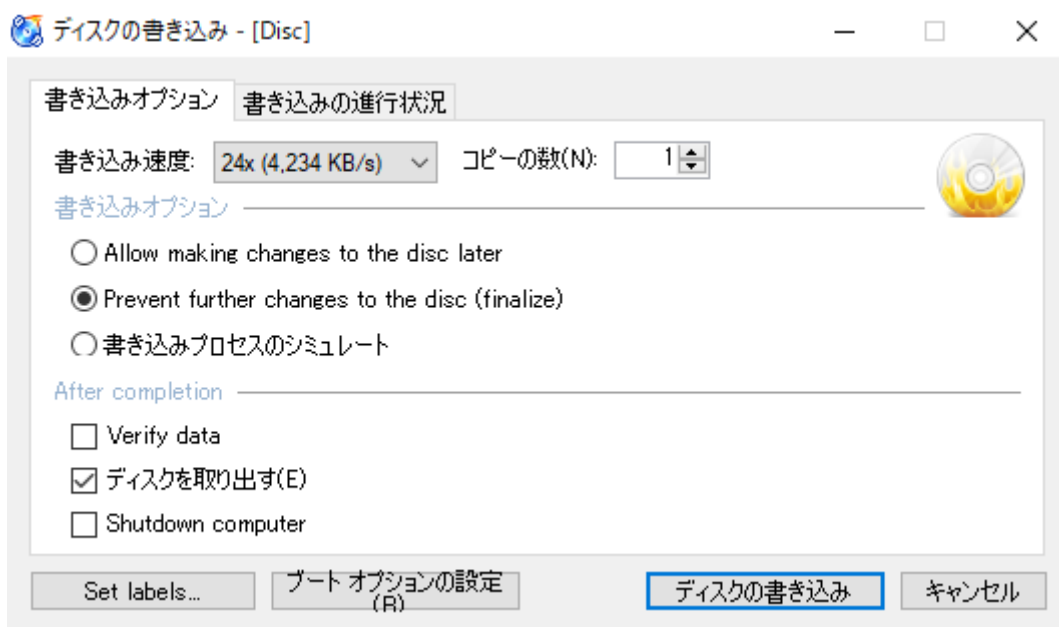 ディスクの書き込み - [Disc]
書き込みオプション 書き込みの進行状況
書き込み速度: 24x (4,234 KB/s) コピーの数(N): 1
書き込みオプション
Allow making changes to the disc later
Prevent further changes to the disc (finalize)
書き込みプロセスのシミュレート
After completion
Verify data
ディスクを取り出す(E)
Shutdown computer
Set labels... ブート オプションの設定 ディスクの書き込み キャンセル
(B)